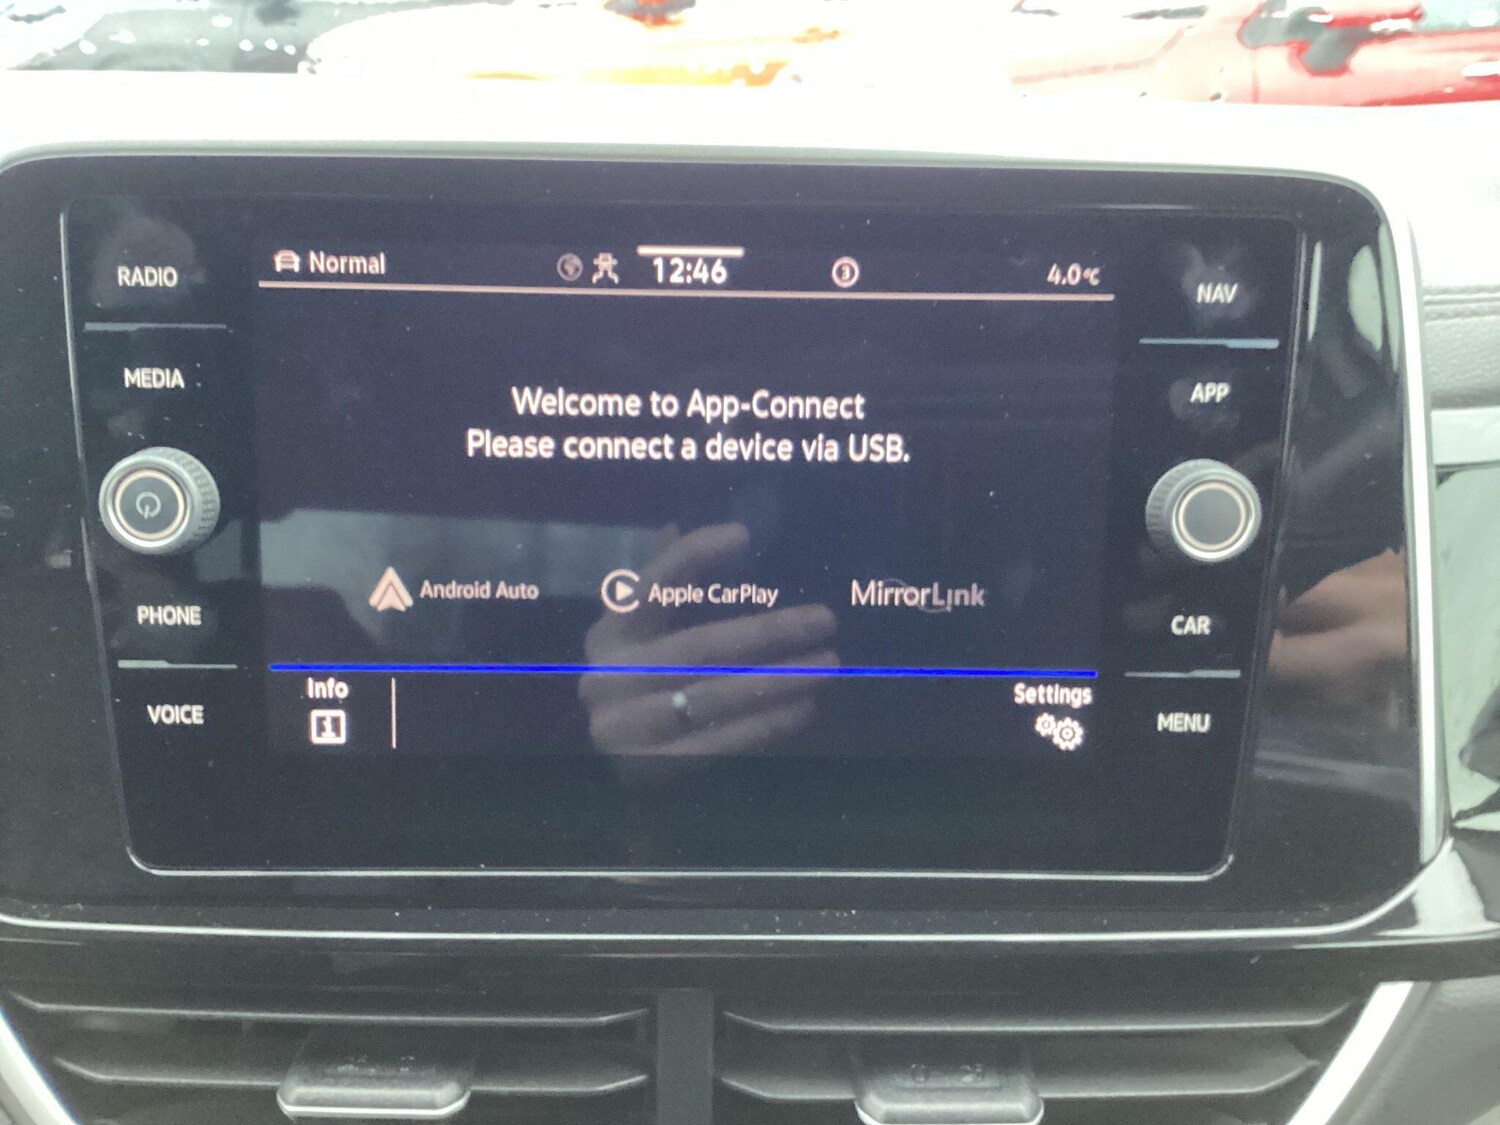 RADIO
MEDIA
PHONE
VOICE
Normal
12:46
3
4.0°C
Welcome to App-Connect
Please connect a device via USB.
Android Auto
Apple CarPlay
MirrorLink
Info
i
Settings
NAV
APP
CAR
MENU